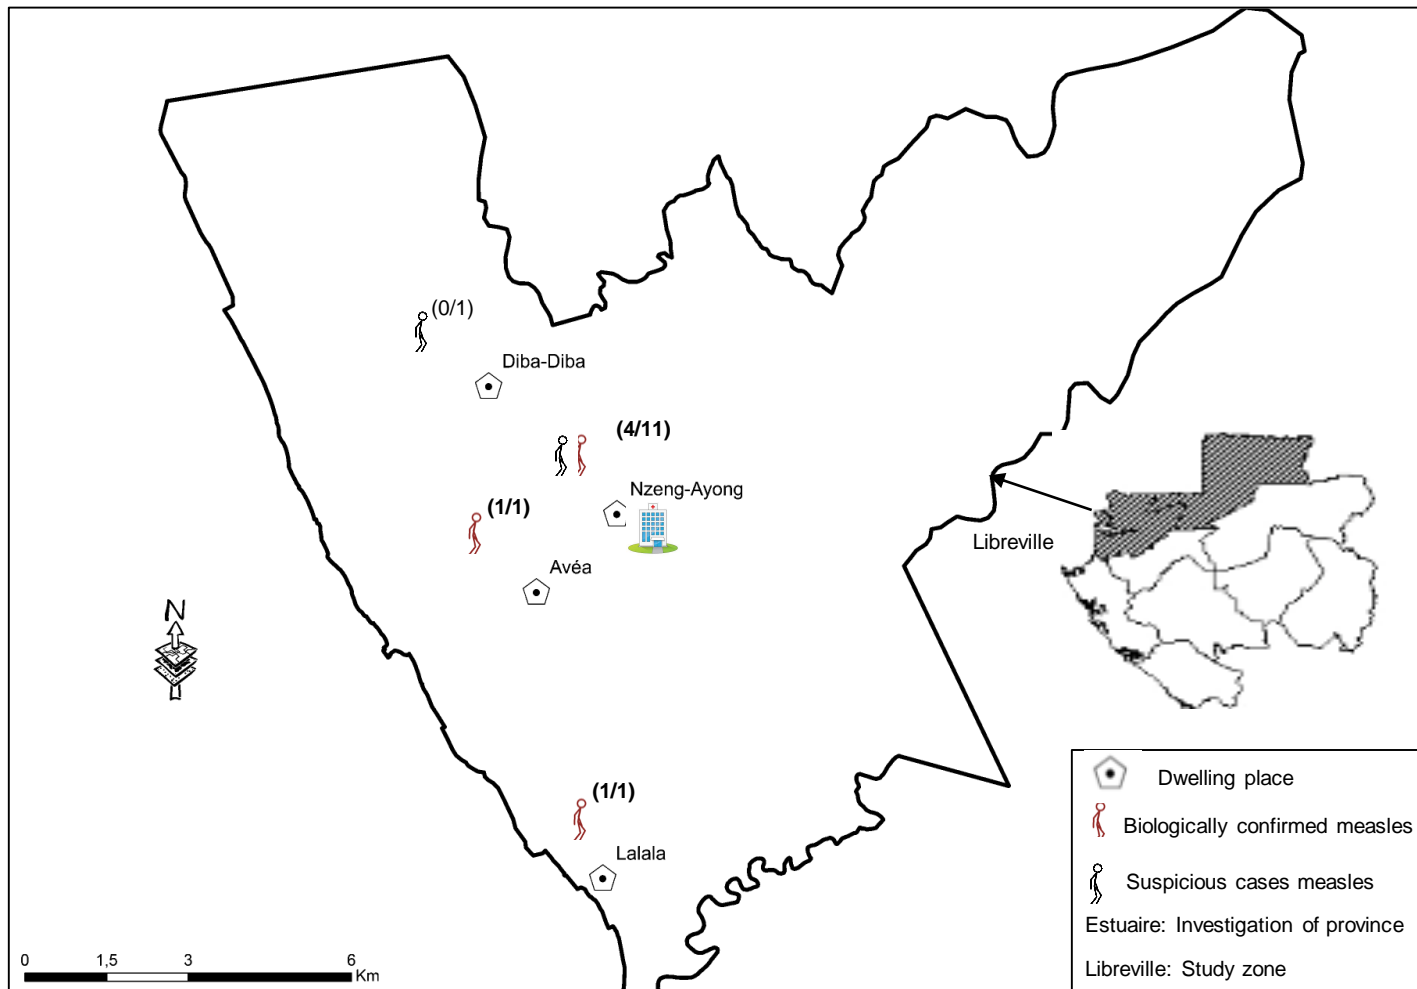 (0/1)
Diba-Diba
(4/11)
Nzeng-Ayong
(1/1)
Avéa
Libreville
N
(1/1)
Lalala
0 1,5 3 6
Km
Dwelling place
Biologically confirmed measles
Suspicious cases measles
Estuaire: Investigation of province
Libreville: Study zone